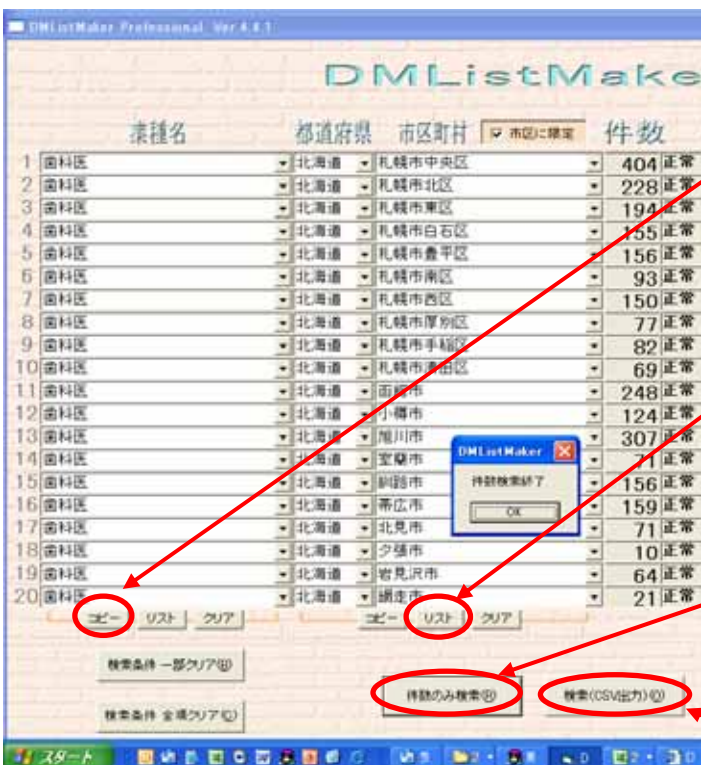 DMListMaker Professional Ver 4.4.1
DMListMake
業種名 都道府県 市区町村 市区に限定 件数
1 歯科医 北海道 札幌市中央区 404 正常
2 歯科医 北海道 札幌市北区 228 正常
3 歯科医 北海道 札幌市東区 194 正常
4 歯科医 北海道 札幌市白石区 155 正常
5 歯科医 北海道 札幌市豊平区 156 正常
6 歯科医 北海道 札幌市南区 93 正常
7 歯科医 北海道 札幌市西区 150 正常
8 歯科医 北海道 札幌市厚別区 77 正常
9 歯科医 北海道 札幌市手稲区 82 正常
10 歯科医 北海道 札幌市清田区 69 正常
11 歯科医 北海道 函館市 248 正常
12 歯科医 北海道 小樽市 124 正常
13 歯科医 北海道 旭川市 307 正常
14 歯科医 北海道 室蘭市 71 正常
15 歯科医 北海道 釧路市 156 正常
16 歯科医 北海道 帯広市 159 正常
17 歯科医 北海道 北見市 71 正常
18 歯科医 北海道 夕張市 10 正常
19 歯科医 北海道 岩見沢市 64 正常
20 歯科医 北海道 網走市 21 正常
DMListMaker
件数検索終了
OK
コピー リスト クリア コピー リスト クリア
検索条件 一部クリア(B)
件数のみ検索(R) 検索(CSV出力)(O)
検索条件 全項クリア(C)
スタート